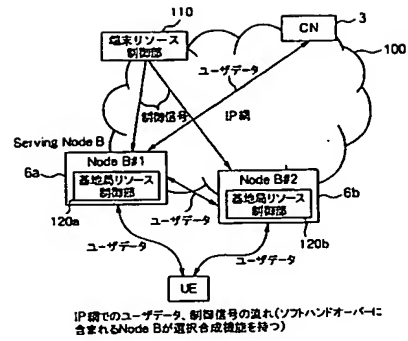 110
CN
3
端末リソース
制御部
100
ユーザデータ
制御信号
IP網
Serving Node B
Node B#1
6a
基地局リソース
制御部
Node B#2
6b
基地局リソース
制御部
120a
ユーザデータ
120b
ユーザデータ
ユーザデータ
UE
IP網でのユーザデータ、制御信号の流れ(ソフトハンドオーバーに
含まれるNode Bが選択合成機能を持つ)